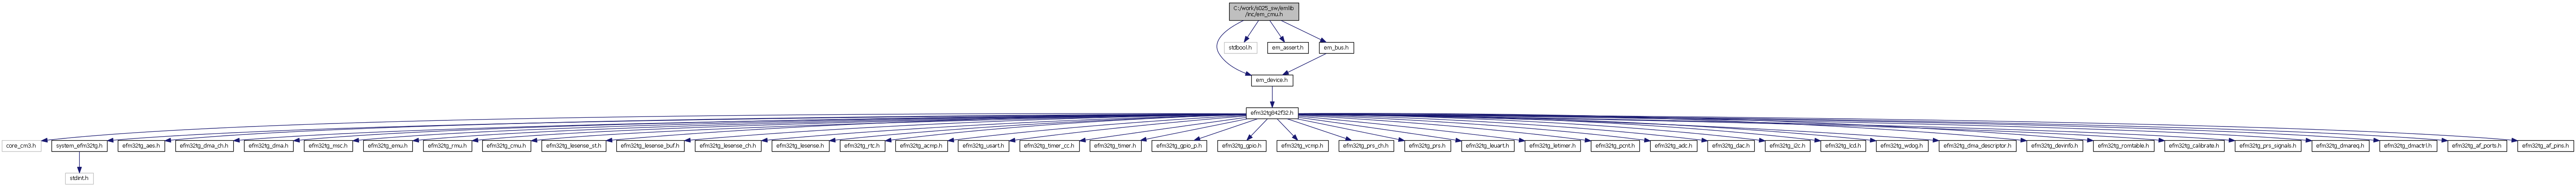 C:/work/s025_sw/emlib
/inc/em_cmu.h
stdbool.h
em_assert.h
em_bus.h
em_device.h
efm32tg842f32.h
core_cm3.h
system_efm32tg.h
efm32tg_aes.h
efm32tg_dma_ch.h
efm32tg_dma.h
efm32tg_msc.h
efm32tg_emu.h
efm32tg_rmu.h
efm32tg_cmu.h
efm32tg_lesense_st.h
efm32tg_lesense_buf.h
efm32tg_lesense_ch.h
efm32tg_lesense.h
efm32tg_rtc.h
efm32tg_acmp.h
efm32tg_usart.h
efm32tg_timer_cc.h
efm32tg_timer.h
efm32tg_gpio_p.h
efm32tg_gpio.h
efm32tg_vcmp.h
efm32tg_prs_ch.h
efm32tg_prs.h
efm32tg_leuart.h
efm32tg_letimer.h
efm32tg_pcnt.h
efm32tg_adc.h
efm32tg_dac.h
efm32tg_i2c.h
efm32tg_lcd.h
efm32tg_wdog.h
efm32tg_dma_descriptor.h
efm32tg_devinfo.h
efm32tg_romtable.h
efm32tg_calibrate.h
efm32tg_prs_signals.h
efm32tg_dmareq.h
efm32tg_dmactrl.h
efm32tg_af_ports.h
efm32tg_af_pins.h
stdint.h